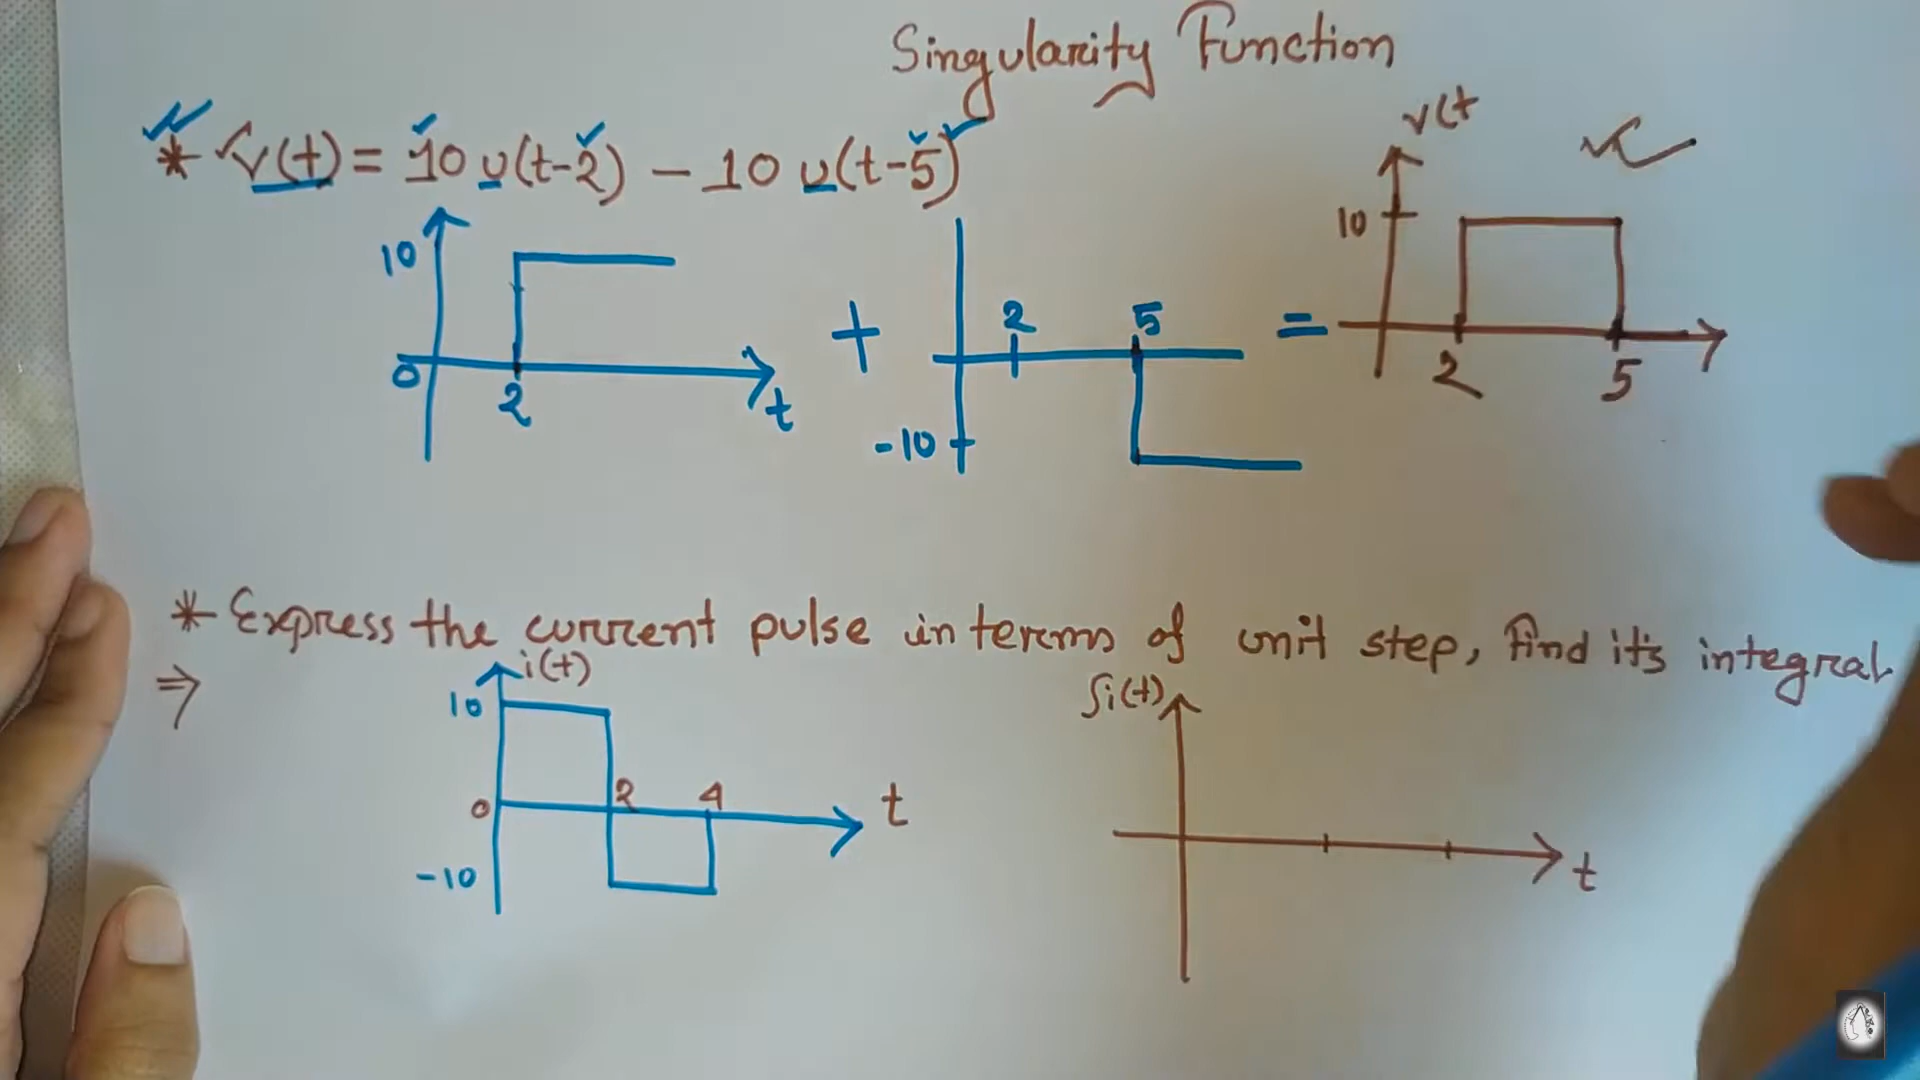 Singularity Function
* v(t) = 10 u(t-2) - 10 u(t-5)
v(t
10
10
0
2
t
+
2
5
-10
=
2
5
* Express the current pulse in terms of unit step, Find it's integral.
⇒
i(t)
10
0
2
4
t
-10
∫i(t)
t